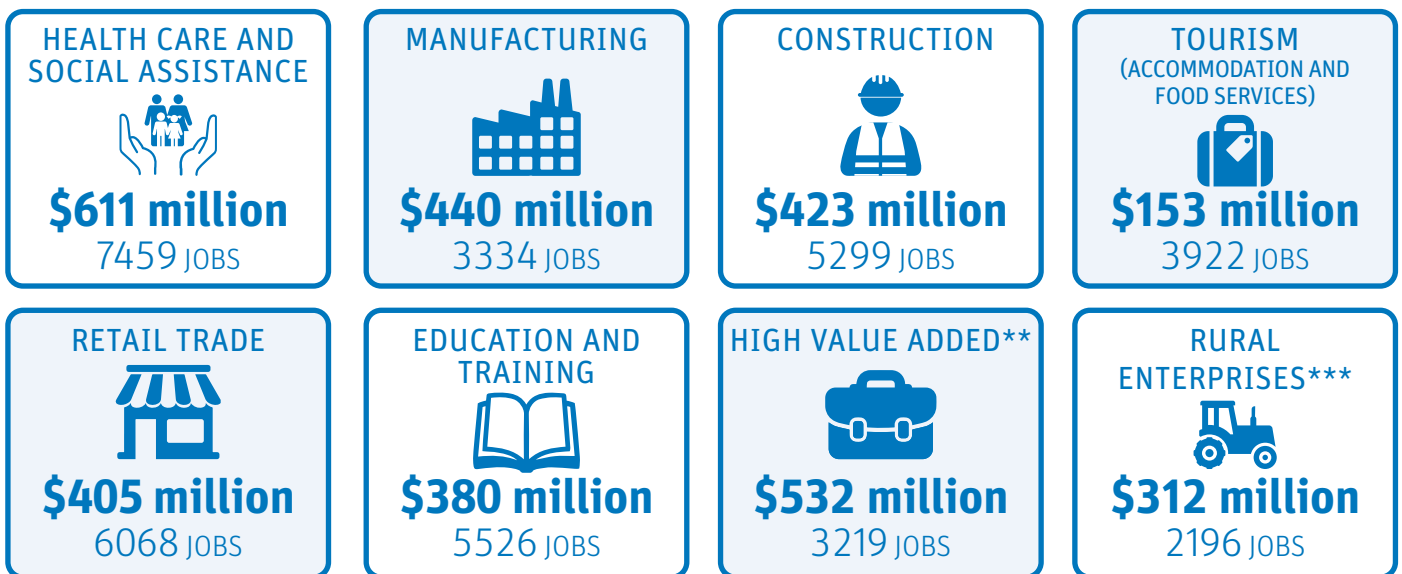 HEALTH CARE AND
SOCIAL ASSISTANCE
$611 million
7459 JOBS
MANUFACTURING
$440 million
3334 JOBS
CONSTRUCTION
$423 million
5299 JOBS
TOURISM
(ACCOMMODATION AND
FOOD SERVICES)
$153 million
3922 JOBS
RETAIL TRADE
$405 million
6068 JOBS
EDUCATION AND
TRAINING
$380 million
5526 JOBS
HIGH VALUE ADDED**
$532 million
3219 JOBS
RURAL
ENTERPRISES***
$312 million
2196 JOBS